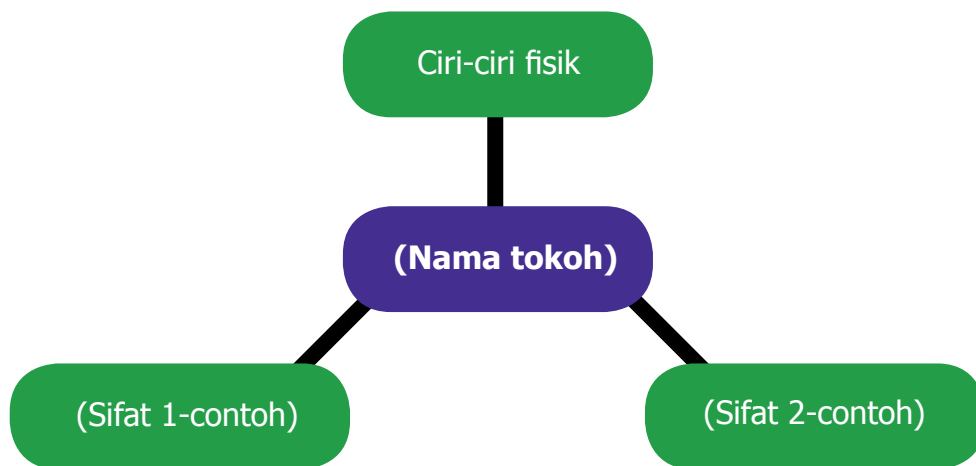 Ciri-ciri fisik
(Nama tokoh)
(Sifat 1-contoh)
(Sifat 2-contoh)